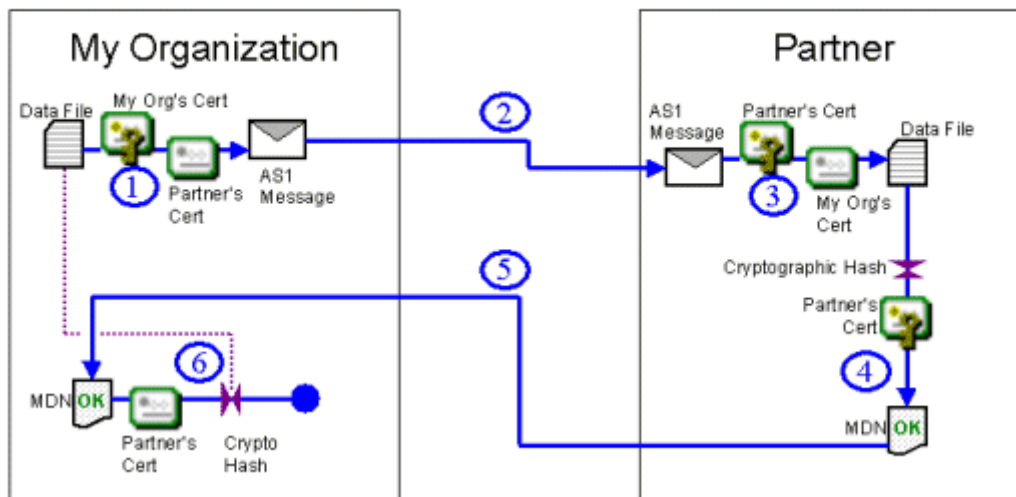 My Organization
Data File
My Org's Cert
1
Partner's
Cert
AS1
Message
2
Partner
AS1
Message
Partner's Cert
Data File
3
My Org's
Cert
Cryptographic Hash
Partner's
Cert
4
MDN
OK
5
6
MDN
OK
Partner's
Cert
Crypto
Hash